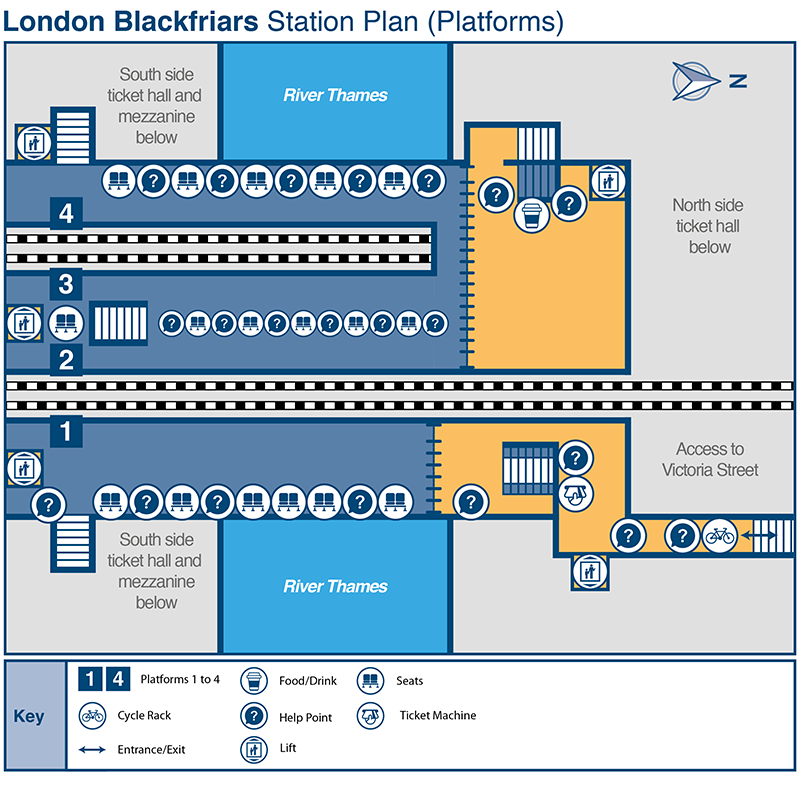 London Blackfriars Station Plan (Platforms)
South side
ticket hall and
mezzanine
below
River Thames
N
North side
ticket hall
below
4
3
2
1
Access to
Victoria Street
South side
ticket hall and
mezzanine
below
River Thames
Key
1 4 Platforms 1 to 4
Food/Drink
Seats
Cycle Rack
? Help Point
Ticket Machine
Entrance/Exit
Lift